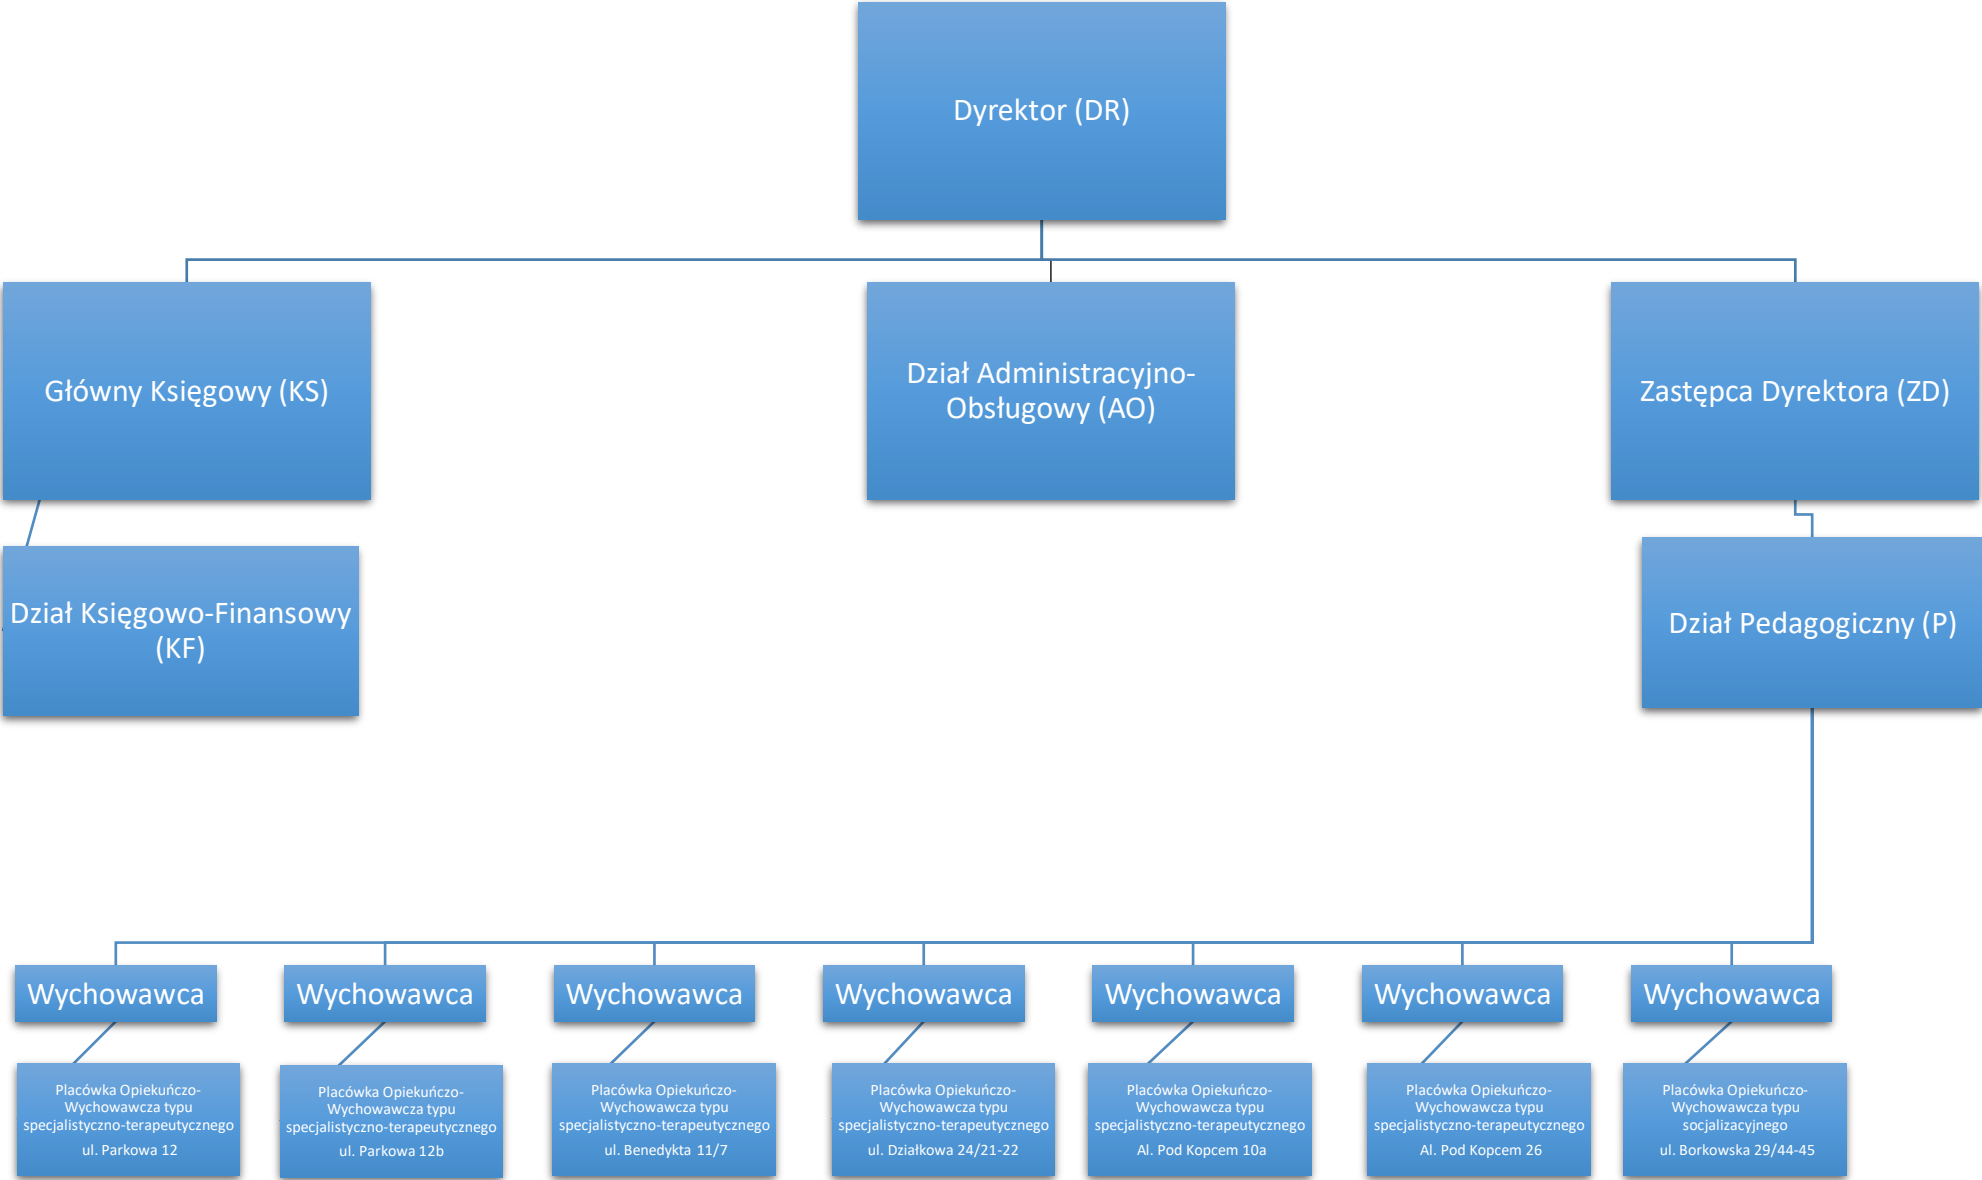 Dyrektor (DR)
Główny Księgowy (KS)
Dział Administracyjno-
Obsługowy (AO)
Zastępca Dyrektora (ZD)
Dział Księgowo-Finansowy
(KF)
Dział Pedagogiczny (P)
Wychowawca
Wychowawca
Wychowawca
Wychowawca
Wychowawca
Wychowawca
Wychowawca
Placówka Opiekuńczo-
Wychowawcza typu
specjalistyczno-terapeutycznego
ul. Parkowa 12
Placówka Opiekuńczo-
Wychowawcza typu
specjalistyczno-terapeutycznego
ul. Parkowa 12b
Placówka Opiekuńczo-
Wychowawcza typu
specjalistyczno-terapeutycznego
ul. Benedykta 11/7
Placówka Opiekuńczo-
Wychowawcza typu
specjalistyczno-terapeutycznego
ul. Działkowa 24/21-22
Placówka Opiekuńczo-
Wychowawcza typu
specjalistyczno-terapeutycznego
Al. Pod Kopcem 10a
Placówka Opiekuńczo-
Wychowawcza typu
specjalistyczno-terapeutycznego
Al. Pod Kopcem 26
Placówka Opiekuńczo-
Wychowawcza typu
socjalizacyjnego
ul. Borkowska 29/44-45